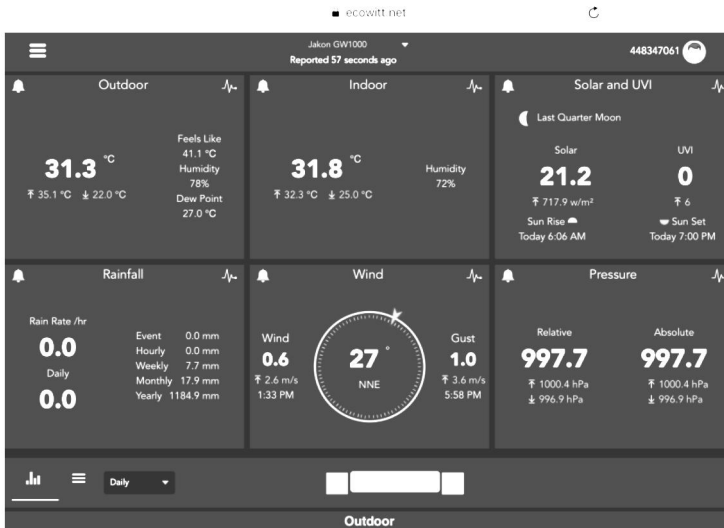 ecowitt.net
Jakon GW1000
Reported 57 seconds ago
448347061
Outdoor
31.3 °C
35.1 °C 22.0 °C
Feels Like
41.1 °C
Humidity
78%
Dew Point
27.0 °C
Indoor
31.8 °C
32.3 °C 25.0 °C
Humidity
72%
Solar and UVI
Last Quarter Moon
Solar
21.2
717.9 w/m²
UVI
0
6
Sun Rise
Today 6:06 AM
Sun Set
Today 7:00 PM
Rainfall
Rain Rate /hr
0.0
Daily
0.0
Event 0.0 mm
Hourly 0.0 mm
Weekly 7.7 mm
Monthly 17.9 mm
Yearly 1184.9 mm
Wind
Wind
0.6
2.6 m/s
1:33 PM
27 °
NNE
Gust
1.0
3.6 m/s
5:58 PM
Pressure
Relative
997.7
1000.4 hPa
996.9 hPa
Absolute
997.7
1000.4 hPa
996.9 hPa
Daily
Outdoor